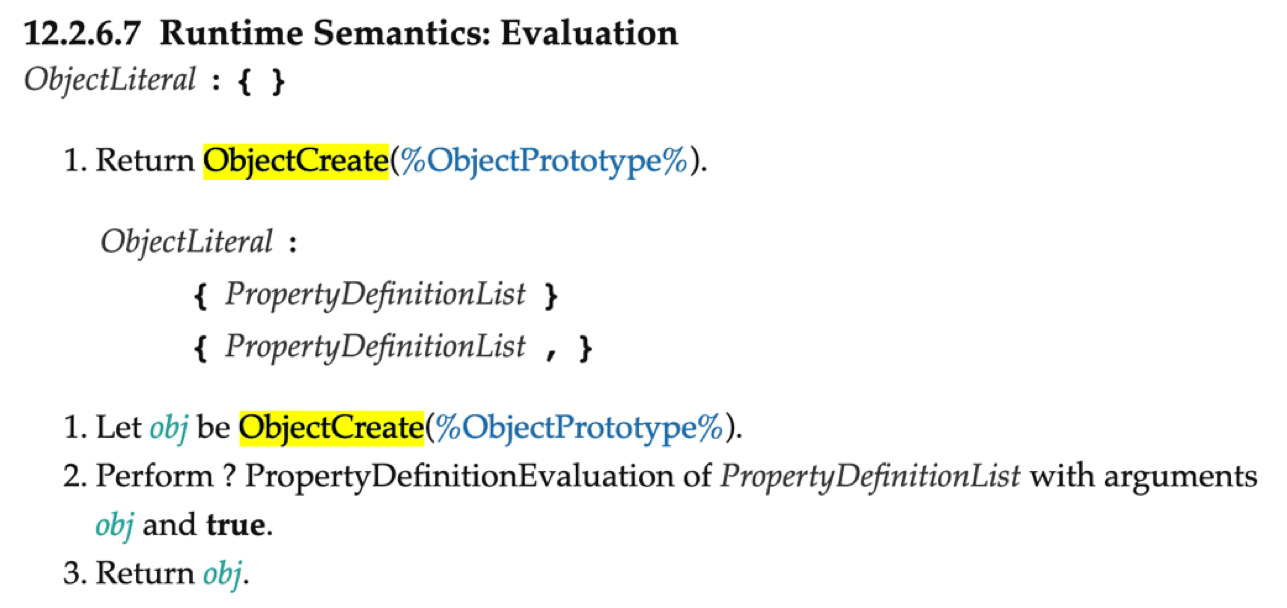 12.2.6.7 Runtime Semantics: Evaluation
ObjectLiteral : { }
1. Return ObjectCreate(%ObjectPrototype%).
ObjectLiteral :
{ PropertyDefinitionList }
{ PropertyDefinitionList , }
1. Let obj be ObjectCreate(%ObjectPrototype%).
2. Perform ? PropertyDefinitionEvaluation of PropertyDefinitionList with arguments
obj and true.
3. Return obj.